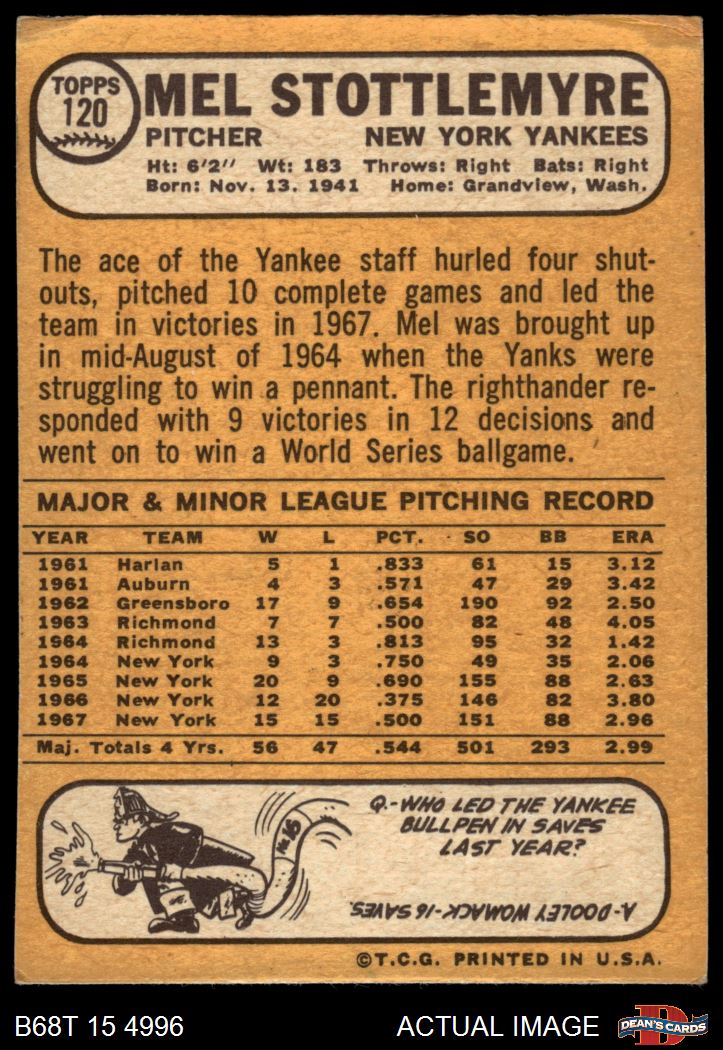 TOPPS
120
MEL STOTTLEMYRE
PITCHER NEW YORK YANKEES
Ht: 6'2" Wt: 183 Throws: Right Bats: Right
Born: Nov. 13, 1941 Home: Grandview, Wash.
The ace of the Yankee staff hurled four shut-
outs, pitched 10 complete games and led the
team in victories in 1967. Mel was brought up
in mid-August of 1964 when the Yanks were
struggling to win a pennant. The righthander re-
sponded with 9 victories in 12 decisions and
went on to win a World Series ballgame.
MAJOR & MINOR LEAGUE PITCHING RECORD
YEAR TEAM W L PCT. SO BB ERA
1961 Harlan 5 1 .833 61 15 3.12
1961 Auburn 4 3 .571 47 29 3.42
1962 Greensboro 17 9 .654 190 92 2.50
1963 Richmond 7 7 .500 82 48 4.05
1964 Richmond 13 3 .813 95 32 1.42
1964 New York 9 3 .750 49 35 2.06
1965 New York 20 9 .690 155 88 2.63
1966 New York 12 20 .375 146 82 3.80
1967 New York 15 15 .500 151 88 2.96
Maj. Totals 4 Yrs. 56 47 .544 501 293 2.99
No 16
Q.-WHO LED THE YANKEE
BULLPEN IN SAVES
LAST YEAR?
A-DOOLEY WOMACK-16 SAVES.
©T.C.G. PRINTED IN U.S.A.
B68T 15 4996 ACTUAL IMAGE
D
DEAN'S CARDS